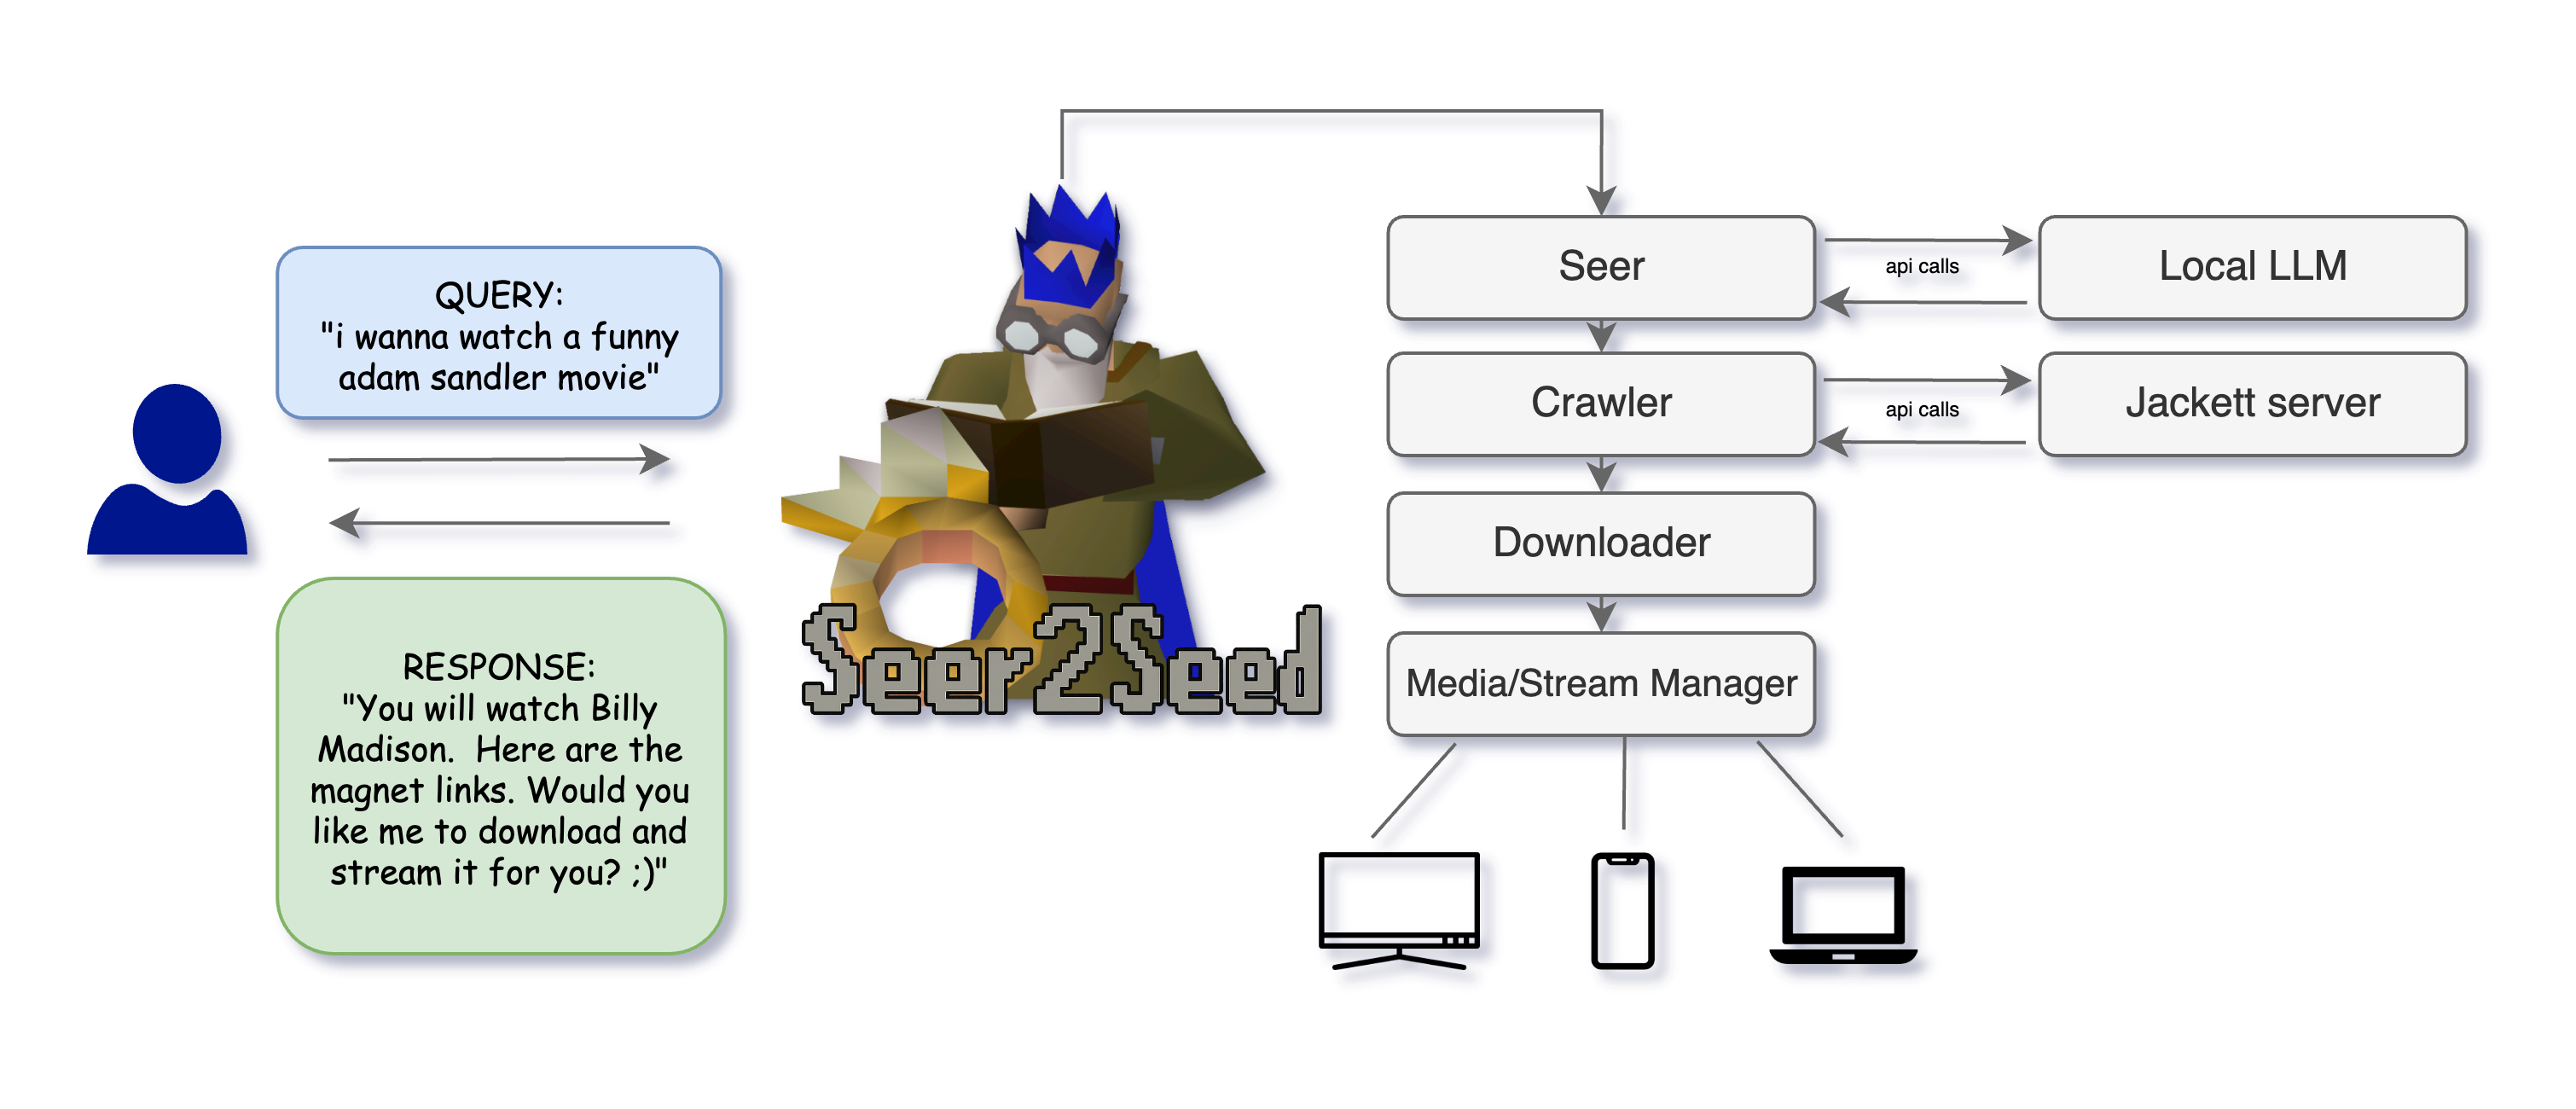 QUERY:
"i wanna watch a funny
adam sandler movie"
RESPONSE:
"You will watch Billy
Madison.  Here are the
magnet links. Would you
like me to download and
stream it for you? ;)"
Seer2Seed
Seer
api calls
Local LLM
Crawler
api calls
Jackett server
Downloader
Media/Stream Manager